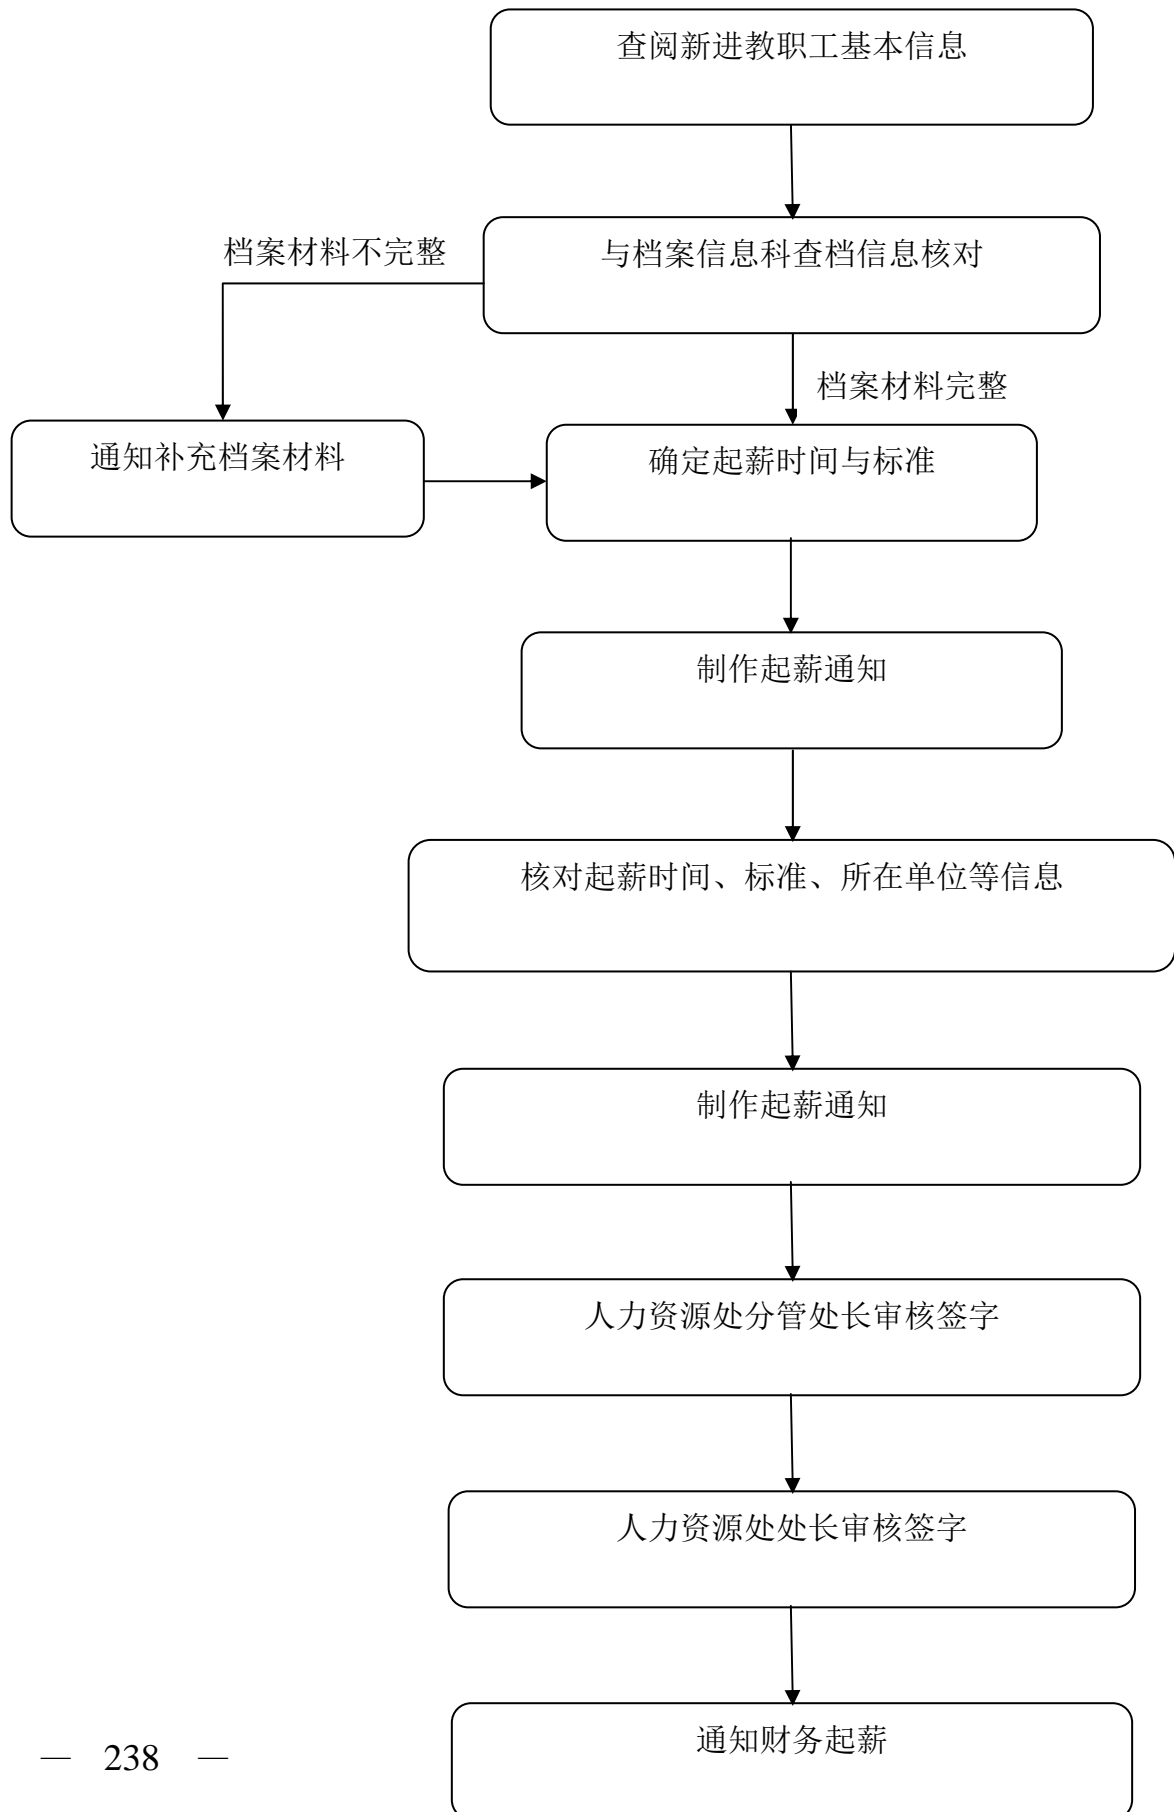 查阅新进教职工基本信息
档案材料不完整
与档案信息科查档信息核对
档案材料完整
通知补充档案材料
确定起薪时间与标准
制作起薪通知
核对起薪时间、标准、所在单位等信息
制作起薪通知
人力资源处分管处长审核签字
人力资源处处长审核签字
通知财务起薪
— 238 —